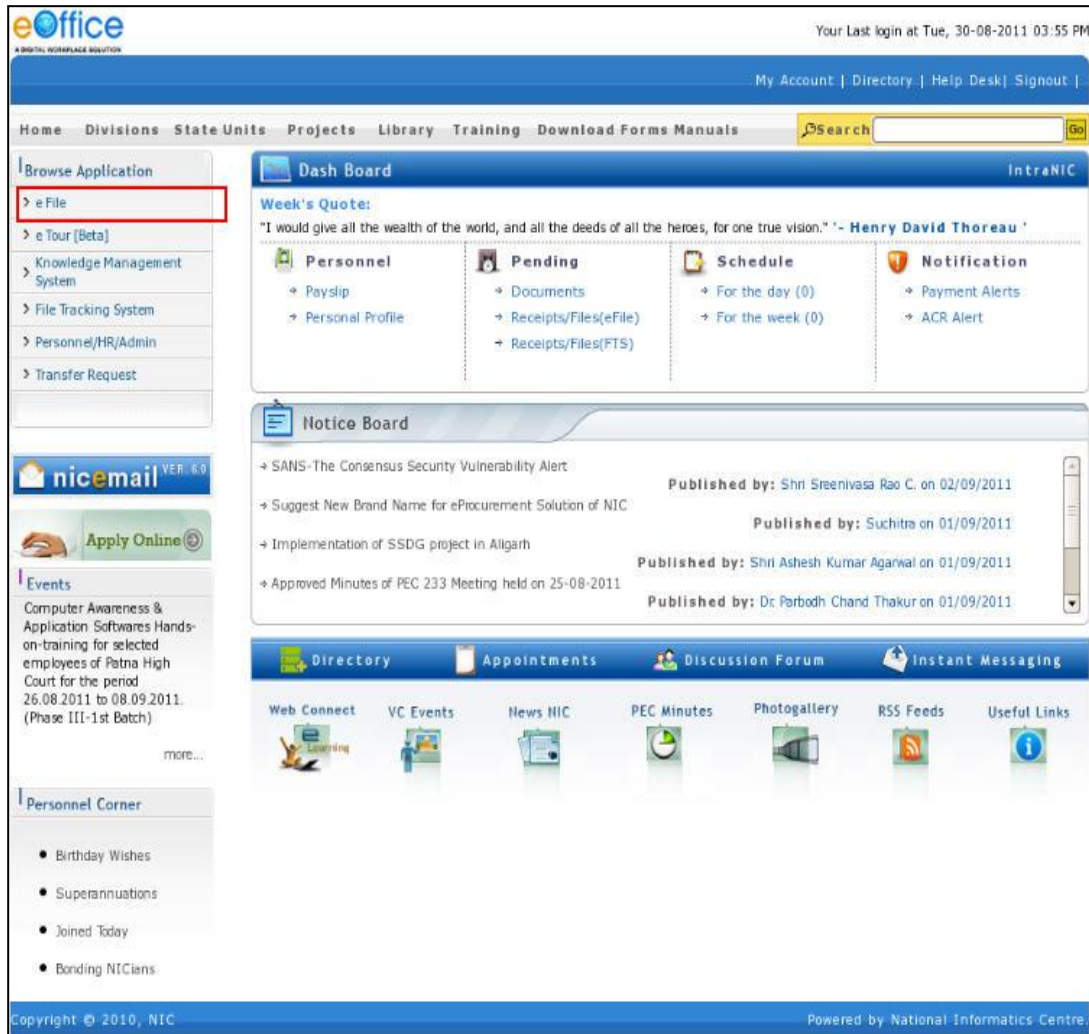 eOffice
A DIGITAL WORKPLACE SOLUTION
Your Last login at Tue, 30-08-2011 03:55 PM
My Account | Directory | Help Desk| Signout |
Home Divisions State Units Projects Library Training Download Forms Manuals
Search
Go
Browse Application
e File
e Tour [Beta]
Knowledge Management
System
File Tracking System
Personnel/HR/Admin
Transfer Request
nicemail VER. 6.0
Apply Online
Events
Computer Awareness &
Application Softwares Hands-
on-training for selected
employees of Patna High
Court for the period
26.08.2011 to 08.09.2011.
(Phase III-1st Batch)
more...
Personnel Corner
Birthday Wishes
Superannuations
Joined Today
Bonding NICians
Dash Board
IntraNIC
Week's Quote:
"I would give all the wealth of the world, and all the deeds of all the heroes, for one true vision." '- Henry David Thoreau '
Personnel
Payslip
Personal Profile
Pending
Documents
Receipts/Files(eFile)
Receipts/Files(FTS)
Schedule
For the day (0)
For the week (0)
Notification
Payment Alerts
ACR Alert
Notice Board
SANS-The Consensus Security Vulnerability Alert
Published by: Shri Sreenivasa Rao C. on 02/09/2011
Suggest New Brand Name for eProcurement Solution of NIC
Published by: Suchitra on 01/09/2011
Implementation of SSDG project in Aligarh
Published by: Shri Ashesh Kumar Agarwal on 01/09/2011
Approved Minutes of PEC 233 Meeting held on 25-08-2011
Published by: Dr. Parbodh Chand Thakur on 01/09/2011
Directory Appointments Discussion Forum Instant Messaging
Web Connect VC Events News NIC PEC Minutes Photogallery RSS Feeds Useful Links
e Learning
Copyright © 2010, NIC
Powered by National Informatics Centre